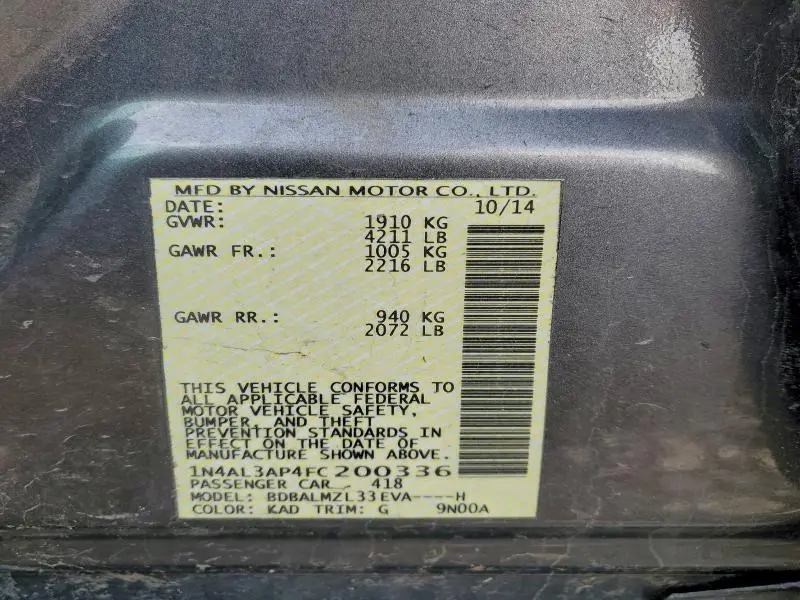 MFD BY NISSAN MOTOR CO., LTD.
DATE: 10/14
GVWR: 1910 KG
4211 LB
GAWR FR.: 1005 KG
2216 LB
GAWR RR.: 940 KG
2072 LB
THIS VEHICLE CONFORMS TO
ALL APPLICABLE FEDERAL
MOTOR VEHICLE SAFETY,
BUMPER, AND THEFT
PREVENTION STANDARDS IN
EFFECT ON THE DATE OF
MANUFACTURE SHOWN ABOVE.
1N4AL3AP4FC200336
PASSENGER CAR 418
MODEL: BDBALMZL33EVA----H
COLOR: KAD TRIM: G 9N00A